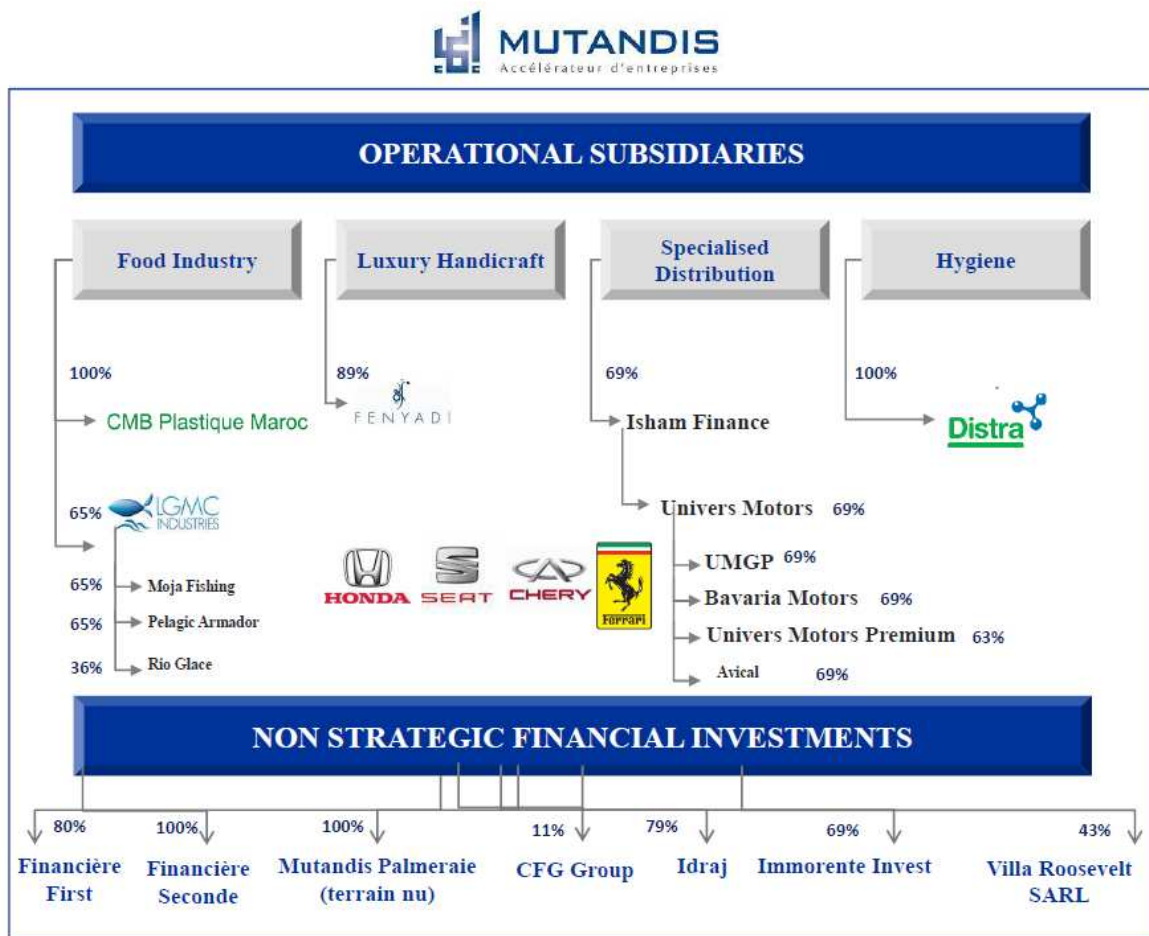 MUTANDIS
Accélérateur d'entreprises
OPERATIONAL SUBSIDIARIES
Food Industry
Luxury Handicraft
Specialised
Distribution
Hygiene
100%
CMB Plastique Maroc
65%
LGMC
INDUSTRIES
65%
Moja Fishing
65%
Pelagic Armador
36%
Rio Glace
89%
FENYADI
HONDA
SEAT
CHERY
Ferrari
69%
Isham Finance
Univers Motors 69%
UMGP 69%
Bavaria Motors 69%
Univers Motors Premium 63%
Avical 69%
100%
Distra
NON STRATEGIC FINANCIAL INVESTMENTS
80%
Financière
First
100%
Financière
Seconde
100%
Mutandis Palmeraie
(terrain nu)
11%
CFG Group
79%
Idraj
69%
Immorente Invest
43%
Villa Roosevelt
SARL